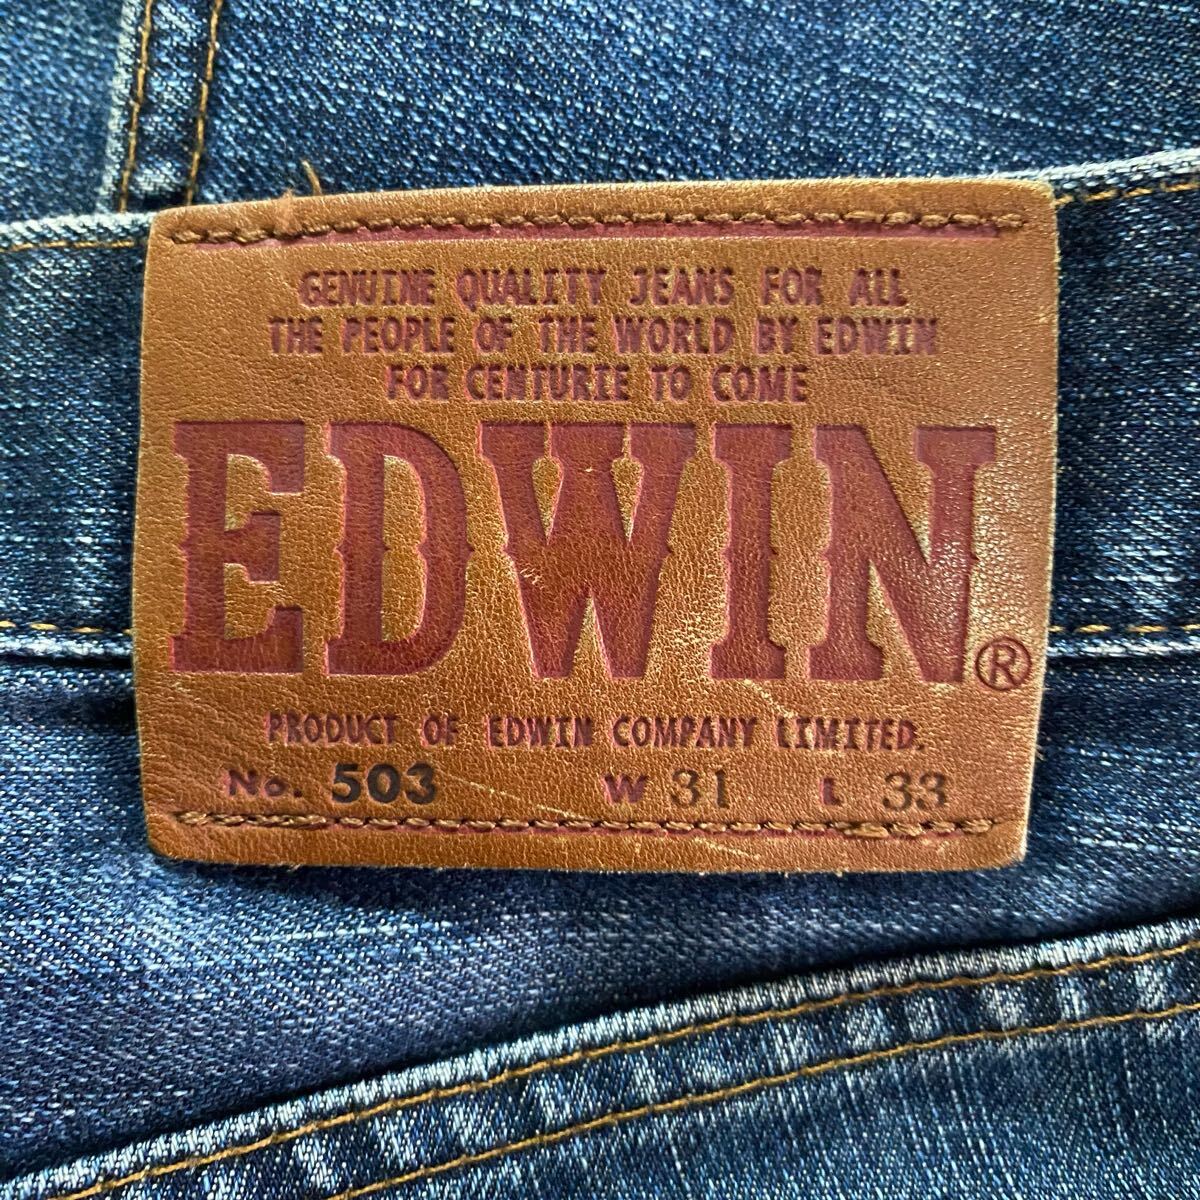 GENUINE QUALITY JEANS FOR ALL
THE PEOPLE OF THE WORLD BY EDWIN
FOR CENTURIE TO COME
EDWIN®
PRODUCT OF EDWIN COMPANY LIMITED.
No. 503 W 31 L 33